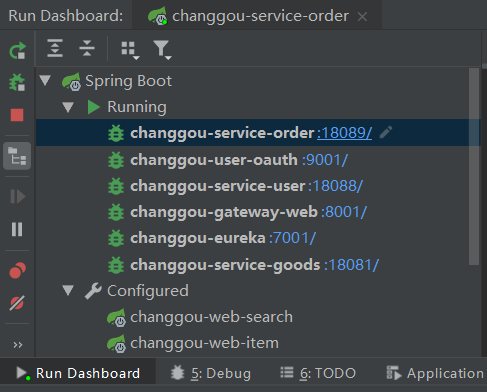 Run Dashboard: changgou-service-order
Spring Boot
Running
changgou-service-order :18089/
changgou-user-oauth :9001/
changgou-service-user :18088/
changgou-gateway-web :8001/
changgou-eureka :7001/
changgou-service-goods :18081/
Configured
changgou-web-search
changgou-web-item
Run Dashboard 5: Debug 6: TODO Application